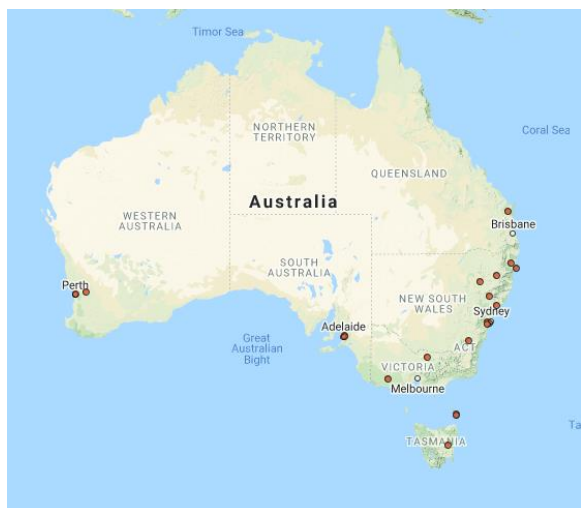 Timor Sea
Coral Sea
NORTHERN
TERRITORY
QUEENSLAND
Australia
WESTERN
AUSTRALIA
Brisbane
SOUTH
AUSTRALIA
Perth
NEW SOUTH
WALES
Sydney
Adelaide
Great
Australian
Bight
ACT
VICTORIA
Melbourne
TASMANIA
Ta